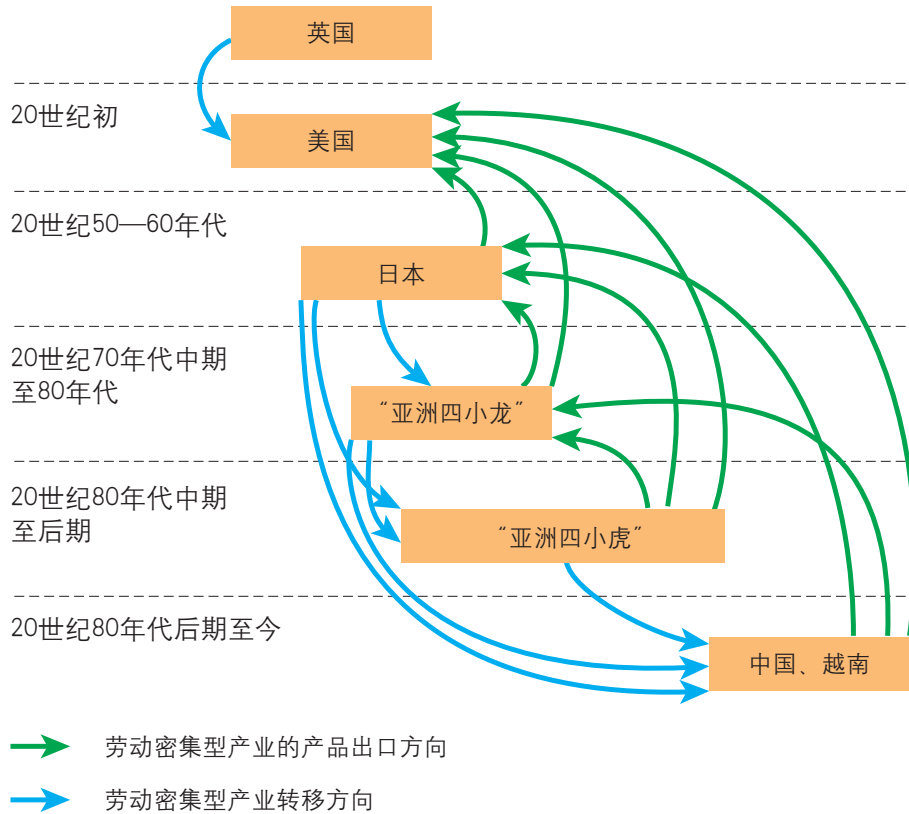 英国
20世纪初
美国
20世纪50—60年代
日本
20世纪70年代中期
至80年代
“亚洲四小龙”
20世纪80年代中期
至后期
“亚洲四小虎”
20世纪80年代后期至今
中国、越南
劳动密集型产业的产品出口方向
劳动密集型产业转移方向